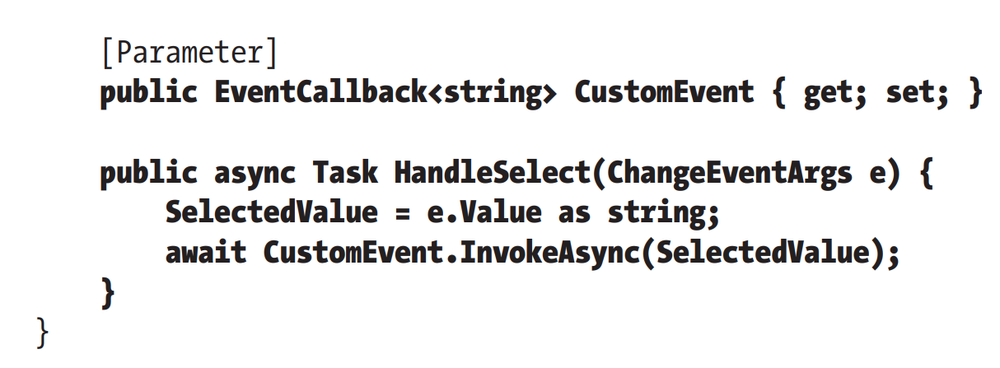 [Parameter]
public EventCallback<string> CustomEvent { get; set; }
public async Task HandleSelect(ChangeEventArgs e) {
SelectedValue = e.Value as string;
await CustomEvent.InvokeAsync(SelectedValue);
}
}